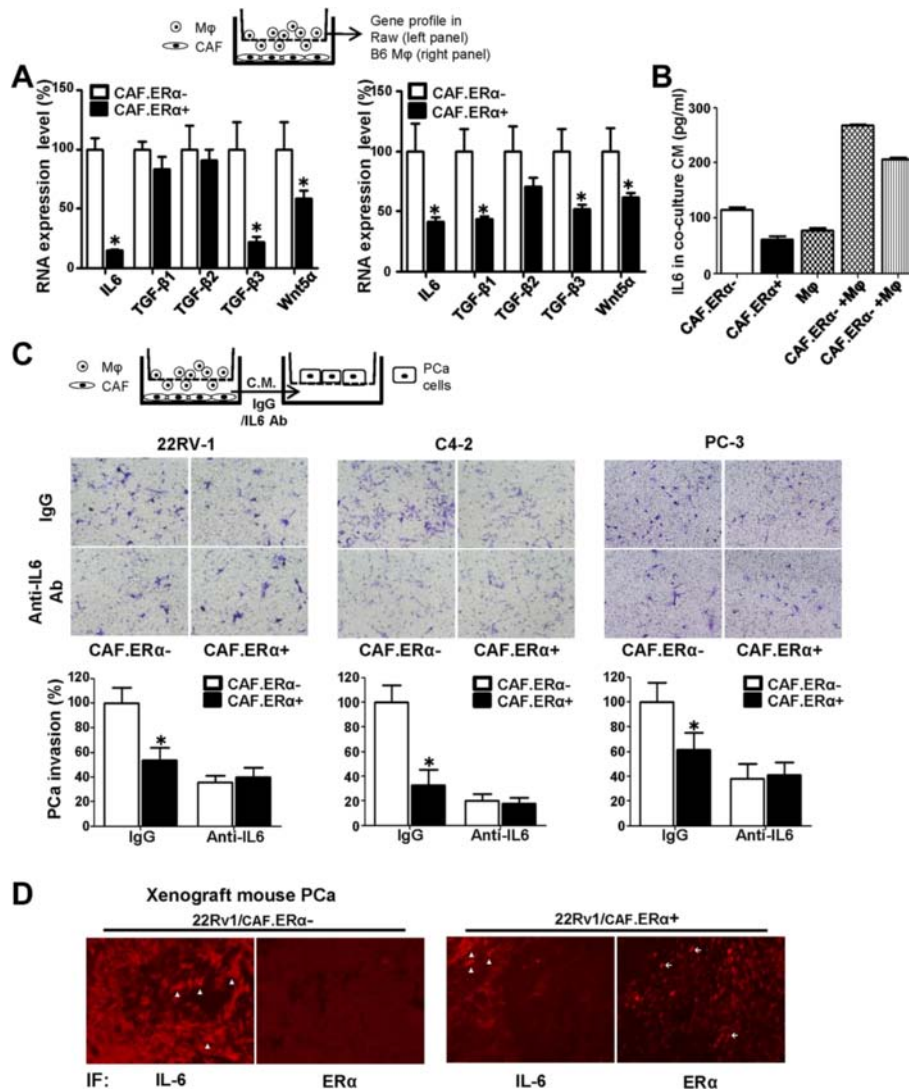 Mφ
CAF
Gene profile in
Raw (left panel)
B6 Mφ (right panel)
A
RNA expression level (%)
150
100
50
0
CAF.ERα-
CAF.ERα+
*
*
*
IL6
TGF-β1
TGF-β2
TGF-β3
Wnt5α
RNA expression level (%)
150
100
50
0
CAF.ERα-
CAF.ERα+
*
*
*
*
IL6
TGF-β1
TGF-β2
TGF-β3
Wnt5α
B
IL6 in co-culture CM (pg/ml)
300
200
100
0
CAF.ERα-
CAF.ERα+
Mφ
CAF.ERα- +Mφ
CAF.ERα- +Mφ
C
Mφ
CAF
C.M.
IgG
/IL6 Ab
PCa
cells
22RV-1
C4-2
PC-3
IgG
Anti-IL6
Ab
CAF.ERα-
CAF.ERα+
CAF.ERα-
CAF.ERα+
CAF.ERα-
CAF.ERα+
PCa invasion (%)
120
100
80
60
40
20
0
CAF.ERα-
CAF.ERα+
*
IgG
Anti-IL6
120
100
80
60
40
20
0
CAF.ERα-
CAF.ERα+
*
IgG
Anti-IL6
120
100
80
60
40
20
0
CAF.ERα-
CAF.ERα+
*
IgG
Anti-IL6
D
Xenograft mouse PCa
22Rv1/CAF.ERα-
22Rv1/CAF.ERα+
IF:
IL-6
ERα
IL-6
ERα